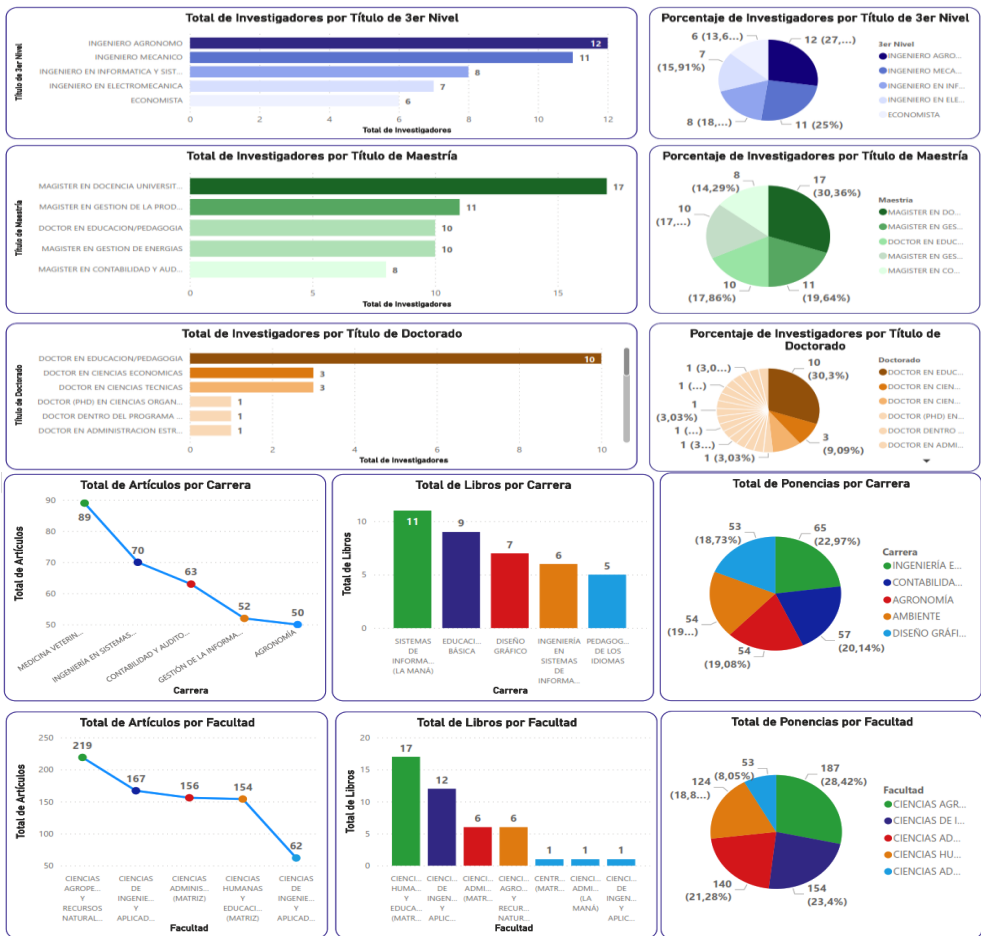 Total de Investigadores por Título de 3er Nivel
Título de 3er Nivel
INGENIERO AGRONOMO
12
INGENIERO MECANICO
11
INGENIERO EN INFORMATICA Y SIST...
8
INGENIERO EN ELECTROMECANICA
7
ECONOMISTA
6
0 2 4 6 8 10 12
Total de Investigadores
Porcentaje de Investigadores por Título de 3er Nivel
6 (13,6...)
12 (27,...)
7
(15,91%)
8 (18,...)
11 (25%)
3er Nivel
INGENIERO AGRO...
INGENIERO MECA...
INGENIERO EN INF...
INGENIERO EN ELE...
ECONOMISTA
Total de Investigadores por Título de Maestría
Título de Maestría
MAGISTER EN DOCENCIA UNIVERSIT...
17
MAGISTER EN GESTION DE LA PROD...
11
DOCTOR EN EDUCACION/PEDAGOGIA
10
MAGISTER EN GESTION DE ENERGIAS
10
MAGISTER EN CONTABILIDAD Y AUD...
8
0 5 10 15
Total de Investigadores
Porcentaje de Investigadores por Título de Maestría
8
(14,29%)
17
(30,36%)
10
(17,...)
10
(17,86%)
11
(19,64%)
Maestria
MAGISTER EN DO...
MAGISTER EN GES...
DOCTOR EN EDUC...
MAGISTER EN GES...
MAGISTER EN CO...
Total de Investigadores por Título de Doctorado
Título de Doctorado
DOCTOR EN EDUCACION/PEDAGOGIA
10
DOCTOR EN CIENCIAS ECONOMICAS
3
DOCTOR EN CIENCIAS TECNICAS
3
DOCTOR (PHD) EN CIENCIAS ORGAN...
1
DOCTOR DENTRO DEL PROGRAMA ...
1
DOCTOR EN ADMINISTRACION ESTR...
1
0 2 4 6 8 10
Total de Investigadores
Porcentaje de Investigadores por Título de
Doctorado
1 (3,0...)
10
(30,3%)
1 (...)
1
(3,03%)
1 (...)
1 (3...)
1 (3,03%)
3
(9,09%)
Doctorado
DOCTOR EN EDUC...
DOCTOR EN CIEN...
DOCTOR EN CIEN...
DOCTOR (PHD) EN...
DOCTOR DENTRO ...
DOCTOR EN ADMI...
Total de Artículos por Carrera
Total de Artículos
90
80
70
60
50
89
70
63
52
50
MEDICINA VETERIN...
INGENIERÍA EN SISTEMAS...
CONTABILIDAD Y AUDITO...
GESTIÓN DE LA INFORMA...
AGRONOMÍA
Carrera
Total de Libros por Carrera
Total de Libros
10
5
0
11
9
7
6
5
SISTEMAS
DE
INFORMA...
(LA MANÁ)
EDUCACI...
BÁSICA
DISEÑO
GRÁFICO
INGENIERÍA
EN
SISTEMAS
DE
INFORMA...
PEDAGOG...
DE LOS
IDIOMAS
Carrera
Total de Ponencias por Carrera
53
(18,73%)
65
(22,97%)
54
(19...)
54
(19,08%)
57
(20,14%)
Carrera
INGENIERÍA E...
CONTABILIDA...
AGRONOMÍA
AMBIENTE
DISEÑO GRÁFI...
Total de Artículos por Facultad
Total de Artículos
250
200
150
100
50
219
167
156
154
62
CIENCIAS
AGROPE...
Y
RECURSOS
NATURAL...
CIENCIAS
DE
INGENIE...
Y
APLICAD...
CIENCIAS
ADMINIS...
(MATRIZ)
CIENCIAS
HUMANAS
Y
EDUCACI...
(MATRIZ)
CIENCIAS
DE
INGENIE...
Y
APLICAD...
Facultad
Total de Libros por Facultad
Total de Libros
20
15
10
5
0
17
12
6
6
1
1
1
CIENCI...
HUMA...
Y
EDUCA...
(MATR...
CIENCI...
DE
INGEN...
Y
APLIC...
CIENCI...
ADMI...
(MATR...
CIENCI...
AGRO...
Y
RECUR...
NATUR...
CENTR...
(MATR...
CIENCI...
ADMI...
(LA
MANÁ)
CIENCI...
DE
INGEN...
Y
APLIC...
Facultad
Total de Ponencias por Facultad
53
(8,05%)
187
(28,42%)
124
(18,8...)
140
(21,28%)
154
(23,4%)
Facultad
CIENCIAS AGR...
CIENCIAS DE I...
CIENCIAS AD...
CIENCIAS HU...
CIENCIAS AD...